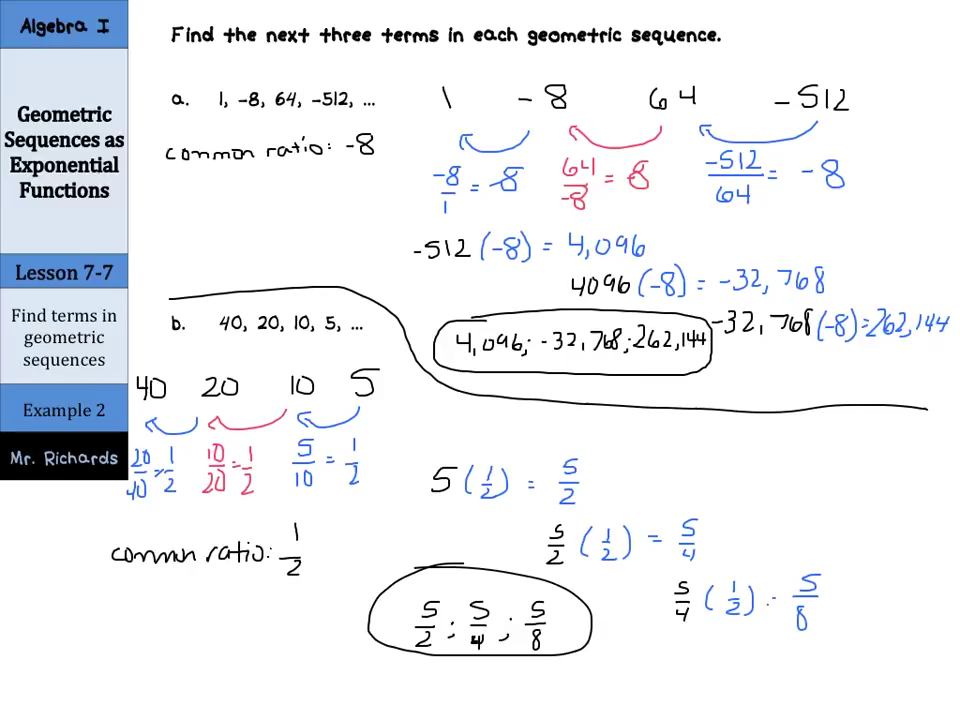 Algebra I
Geometric
Sequences as
Exponential
Functions
Lesson 7-7
Find terms in
geometric
sequences
Example 2
Mr. Richards
Find the next three terms in each geometric sequence.
a. 1, -8, 64, -512, ...
1 -8 64 -512
common ratio: -8
-8/1 = -8 64/-8 = -8 -512/64 = -8
-512 (-8) = 4,096
4096 (-8) = -32,768
-32,768 (-8) = 262,144
4,096; -32,768; 262,144
b. 40, 20, 10, 5, ...
40 20 10 5
20/40 = 1/2 10/20 = 1/2 5/10 = 1/2
common ratio: 1/2
5 (1/2) = 5/2
5/2 (1/2) = 5/4
5/4 (1/2) = 5/8
5/2 ; 5/4 ; 5/8